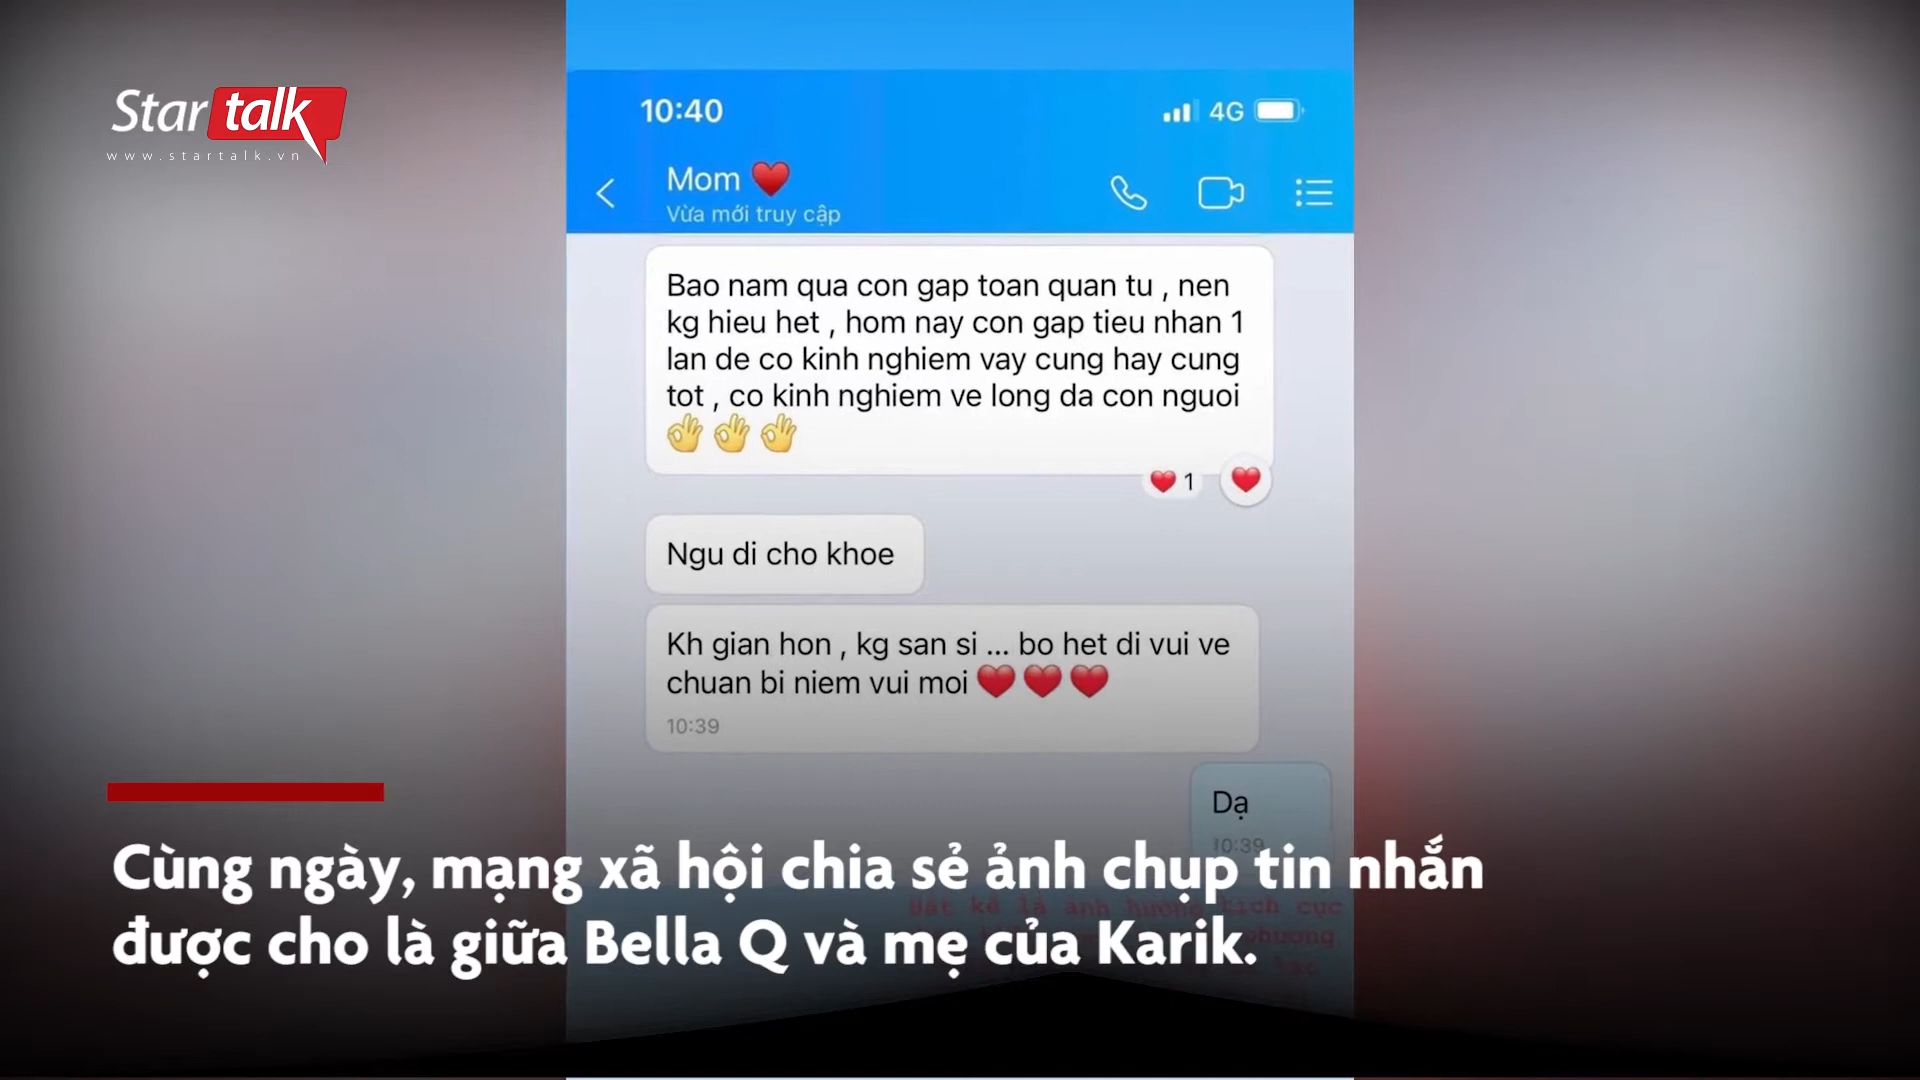 Star talk
www.startalk.vn
10:40
4G
Mom ❤️
Vừa mới truy cập
Bao nam qua con gap toan quan tu , nen
kg hieu het , hom nay con gap tieu nhan 1
lan de co kinh nghiem vay cung hay cung
tot , co kinh nghiem ve long da con nguoi
👌👌👌
❤️ 1 ❤️
Ngu di cho khoe
Kh gian hon , kg san si ... bo het di vui ve
chuan bi niem vui moi ❤️❤️❤️
10:39
Dạ
10:39
Cùng ngày, mạng xã hội chia sẻ ảnh chụp tin nhắn
được cho là giữa Bella Q và mẹ của Karik.